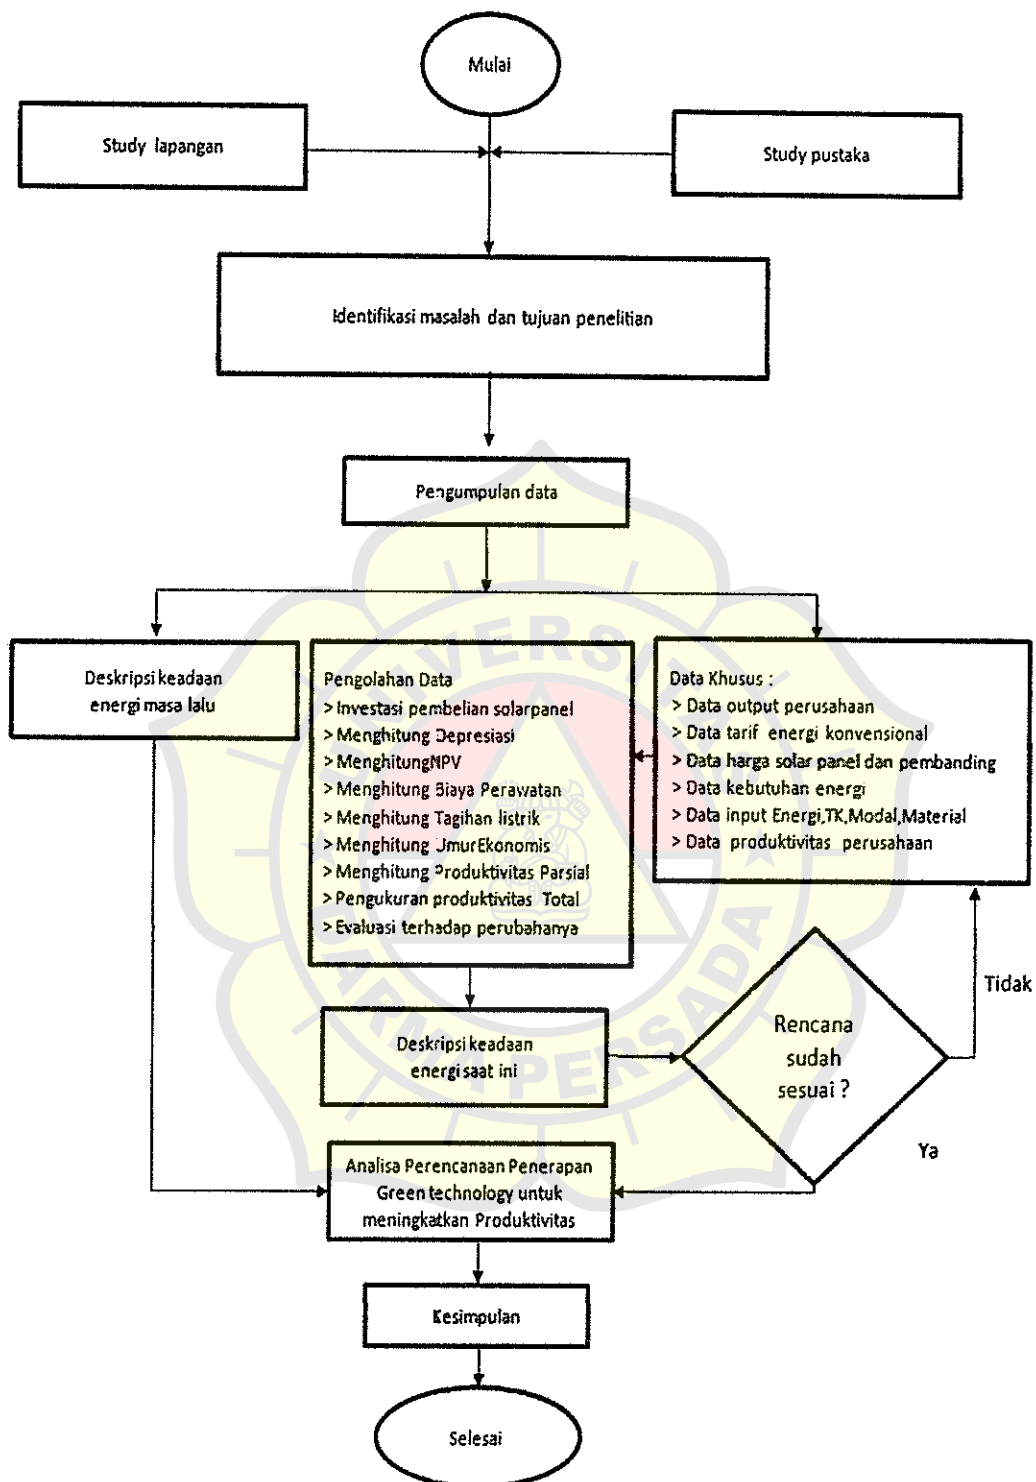 Mulai
Study lapangan
Study pustaka
Identifikasi masalah dan tujuan penelitian
Pengumpulan data
Deskripsi keadaan
energi masa lalu
Pengolahan Data
> Investasi pembelian solarpanel
> Menghitung Depresiasi
> MenghitungNPV
> Menghitung Biaya Perawatan
> Menghitung Tagihan listrik
> Menghitung UmurEkonomis
> Menghitung Produktivitas Parsial
> Pengukuran produktivitas Total
> Evaluasi terhadap perubahanya
Data Khusus :
> Data output perusahaan
> Data tarif energi konvensional
> Data harga solar panel dan pembanding
> Data kebutuhan energi
> Data input Energi,TK,Modal,Material
> Data produktivitas perusahaan
Tidak
Deskripsi keadaan
energi saat ini
Rencana
sudah
sesuai ?
Ya
Analisa Perencanaan Penerapan
Green technology untuk
meningkatkan Produktivitas
Kesimpulan
Selesai
UNIVERSITAS
DARMA PERSADA